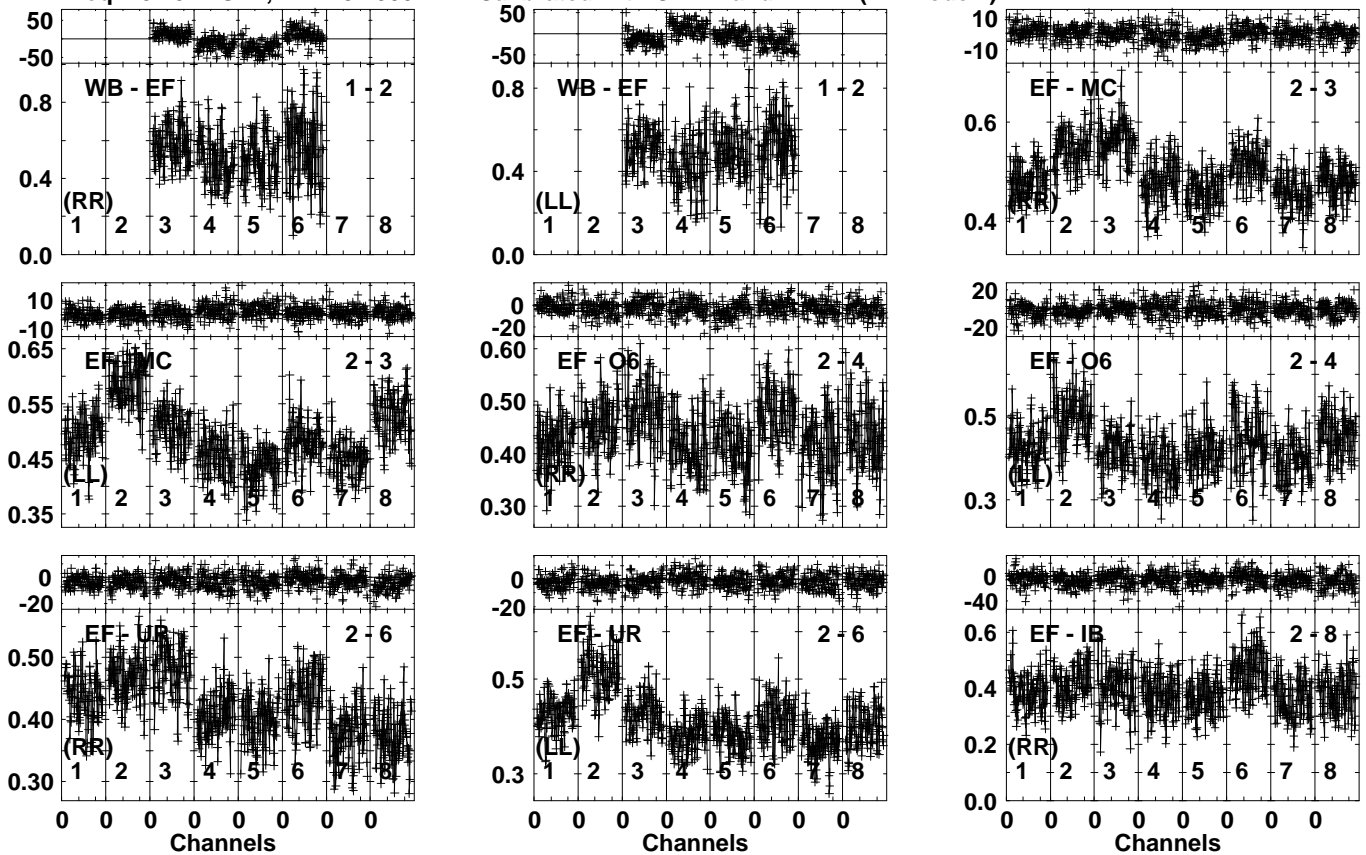 50
-50
WB - EF 1 - 2
0.8
0.4
(RR)
1 2 3 4 5 6 7 8
0.0
50
-50
WB - EF 1 - 2
0.8
0.4
(LL)
1 2 3 4 5 6 7 8
0.0
10
-10
EF - MC 2 - 3
0.6
(RR)
0.4
1 2 3 4 5 6 7 8
10
-10
0.65
EF - MC 2 - 3
0.55
0.45
(LL)
1 2 3 4 5 6 7 8
0.35
0
-20
0.60
EF - O6 2 - 4
0.50
0.40
(RR)
1 2 3 4 5 6 7 8
0.30
20
-20
EF - O6 2 - 4
0.5
(LL)
0.3
1 2 3 4 5 6 7 8
0
-20
EF - UR 2 - 6
0.50
0.40
(RR)
1 2 3 4 5 6 7 8
0.30
0 0 0 0 0 0 0 0
Channels
0
-20
EF - UR 2 - 6
0.5
(LL)
0.3
1 2 3 4 5 6 7 8
0 0 0 0 0 0 0
Channels
0
-40
EF - IB 2 - 8
0.6
0.4
0.2
(RR)
1 2 3 4 5 6 7 8
0.0
0 0 0 0 0 0 0
Channels